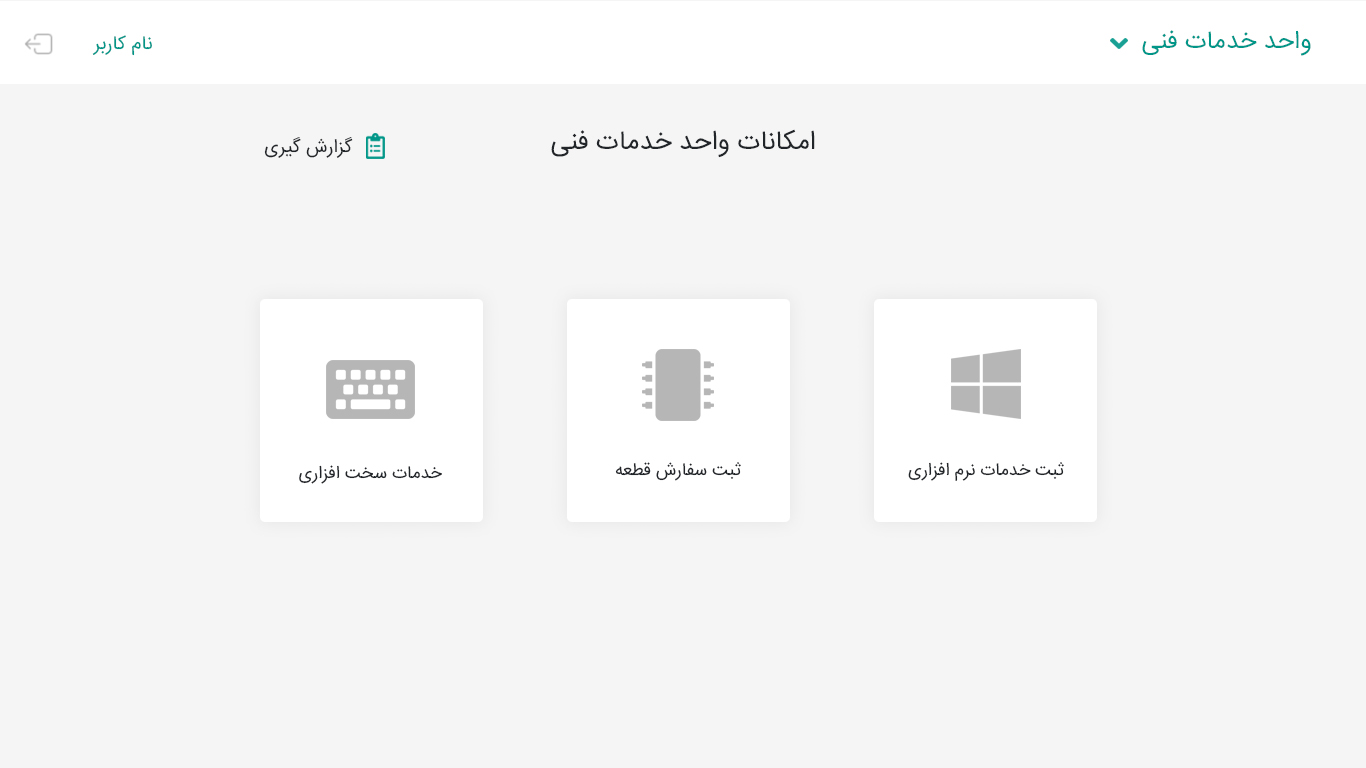 واحد خدمات فنی
نام کاربر
امکانات واحد خدمات فنی
گزارش گیری
ثبت خدمات نرم افزاری
ثبت سفارش قطعه
خدمات سخت افزاری